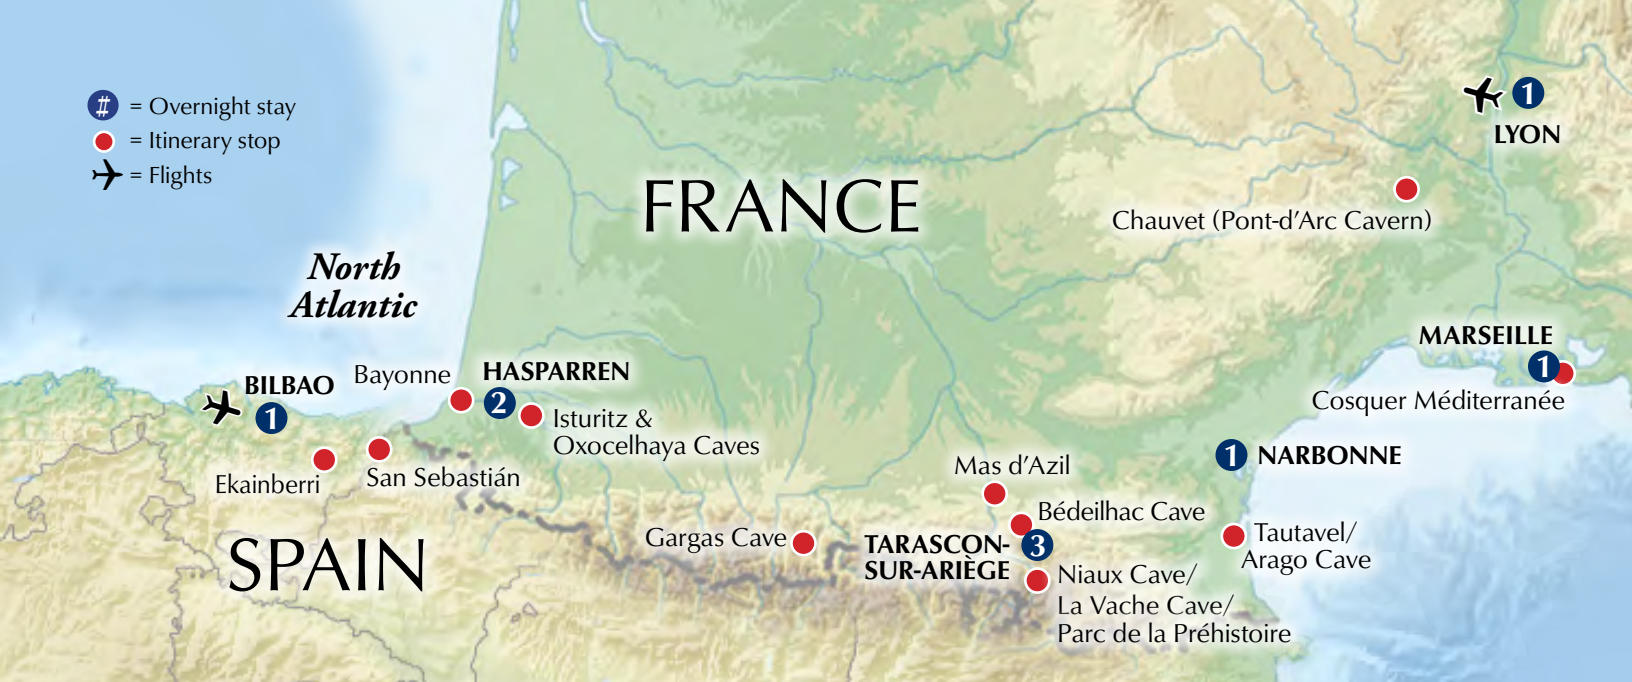 # = Overnight stay
= Itinerary stop
= Flights
1
LYON
FRANCE
Chauvet (Pont-d’Arc Cavern)
North
Atlantic
MARSEILLE
1
Cosquer Méditerranée
BILBAO
1
Bayonne
HASPARREN
2
Isturitz &
Oxocelhaya Caves
Ekainberri
San Sebastián
1 NARBONNE
Mas d’Azil
Bédeilhac Cave
Gargas Cave
TARASCON-
SUR-ARIÈGE
3
Tautavel/
Arago Cave
SPAIN
Niaux Cave/
La Vache Cave/
Parc de la Préhistoire